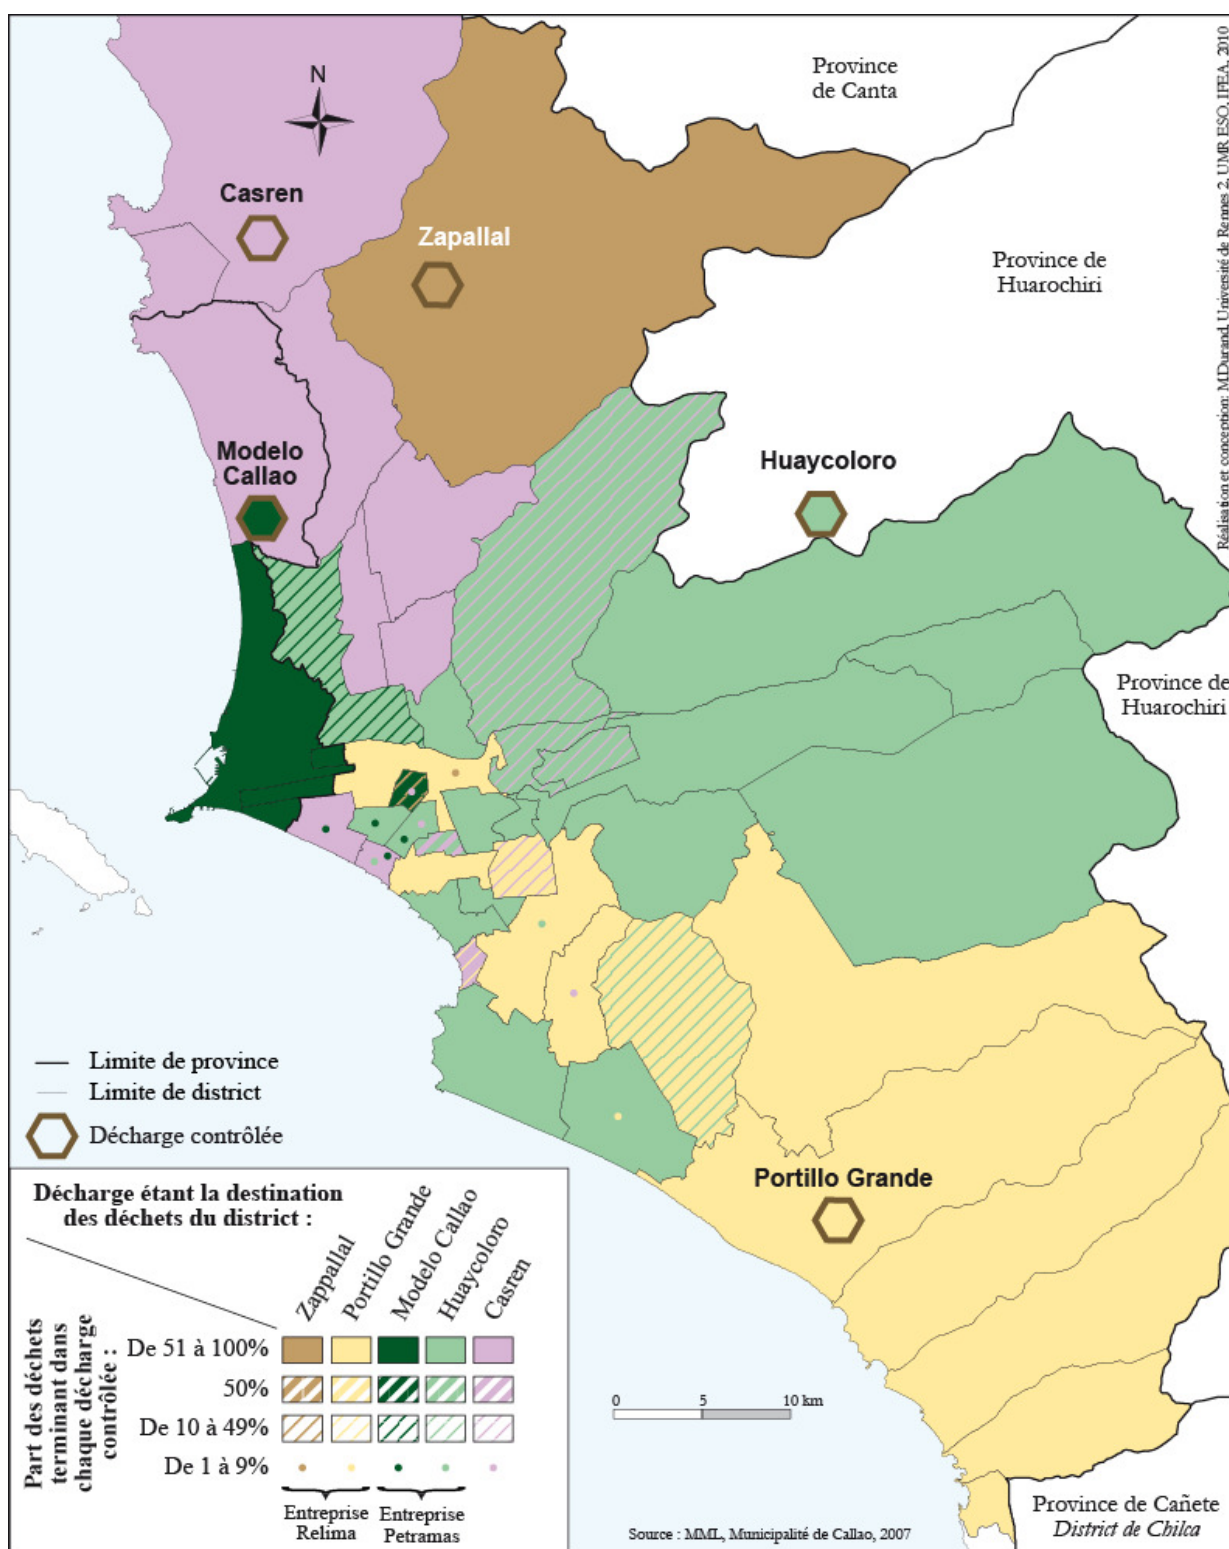 Province
de Canta
N
Casren
Zapallal
Province de
Huarochiri
Modelo
Callao
Huaycoloro
Province de
Huarochiri
Réalisation et conception: M.Durand, Université de Rennes 2, UMR ESO, IFEA, 2010
Limite de province
Limite de district
Décharge contrôlée
Portillo Grande
Décharge étant la destination
des déchets du district :
Zappallal
Portillo Grande
Modelo Callao
Huaycoloro
Casren
Part des déchets
terminant dans
chaque décharge
contrôlée :
De 51 à 100%
50%
De 10 à 49%
De 1 à 9%
Entreprise
Relima
Entreprise
Petramas
0 5 10 km
Source : MML, Municipalité de Callao, 2007
Province de Cañete
District de Chilca